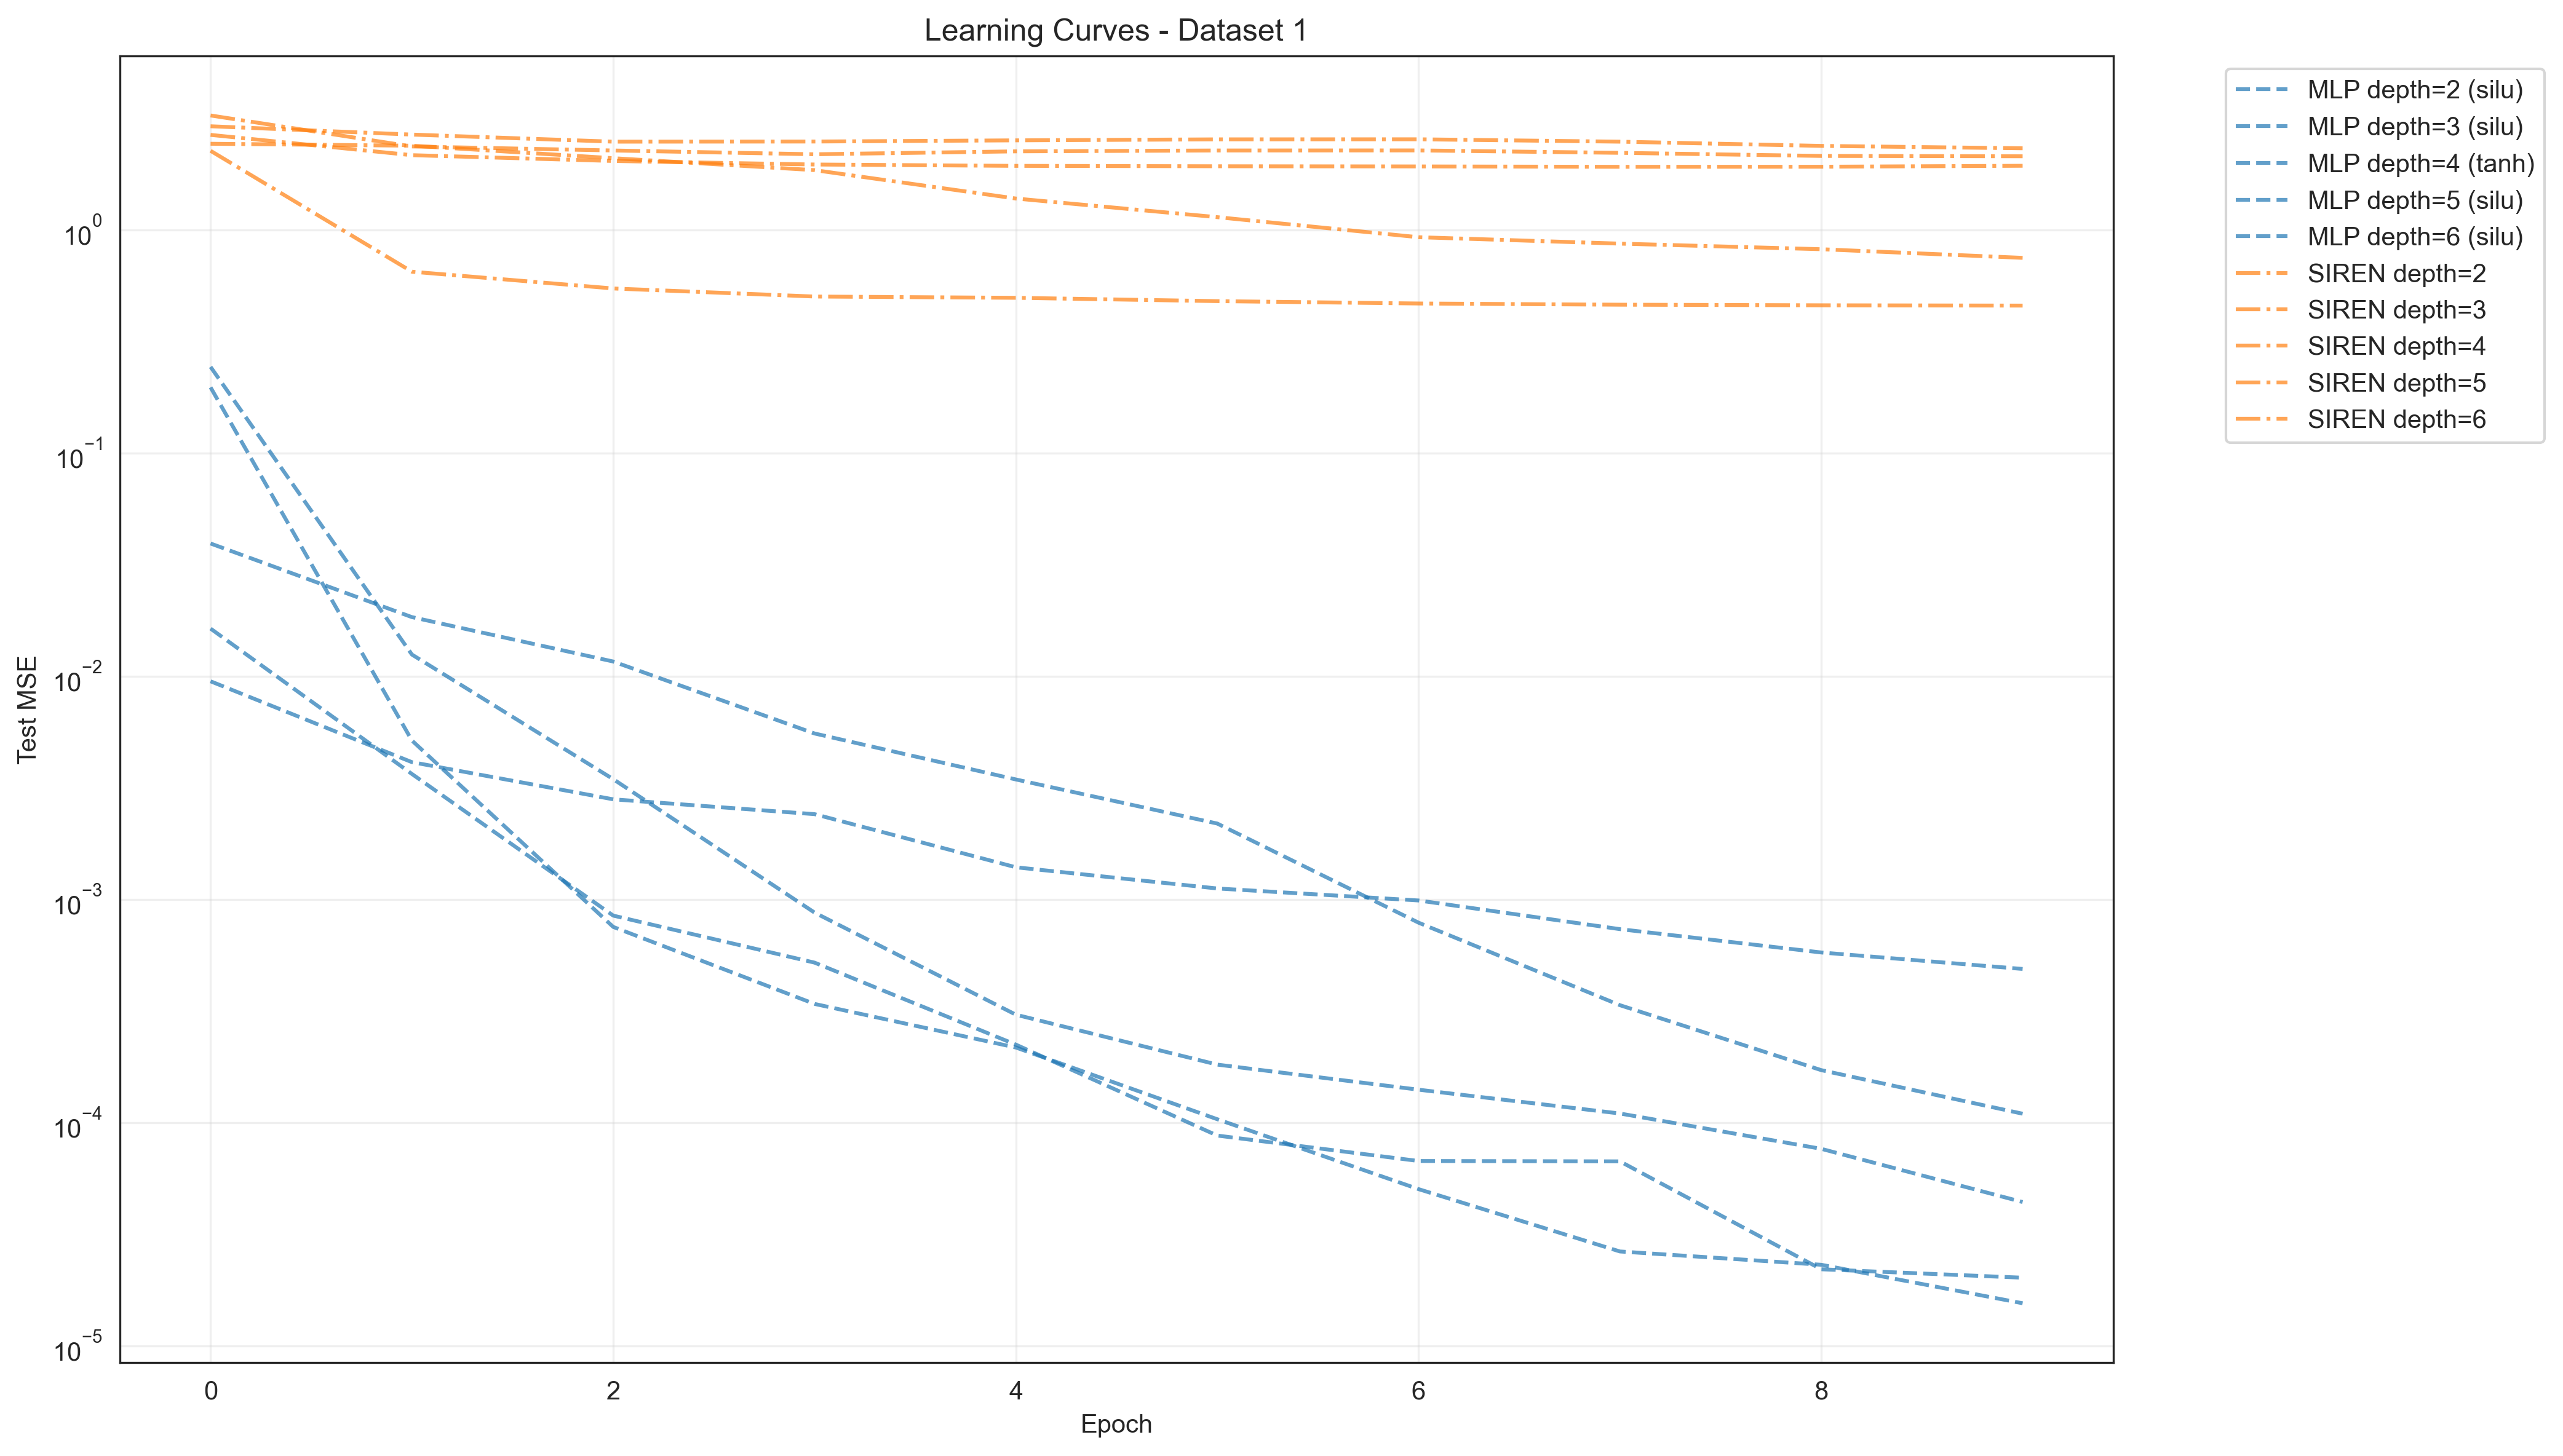 Learning Curves - Dataset 1
MLP depth=2 (silu)
MLP depth=3 (silu)
MLP depth=4 (tanh)
MLP depth=5 (silu)
MLP depth=6 (silu)
SIREN depth=2
SIREN depth=3
SIREN depth=4
SIREN depth=5
SIREN depth=6
Test MSE
10⁰
10⁻¹
10⁻²
10⁻³
10⁻⁴
10⁻⁵
0 2 4 6 8
Epoch